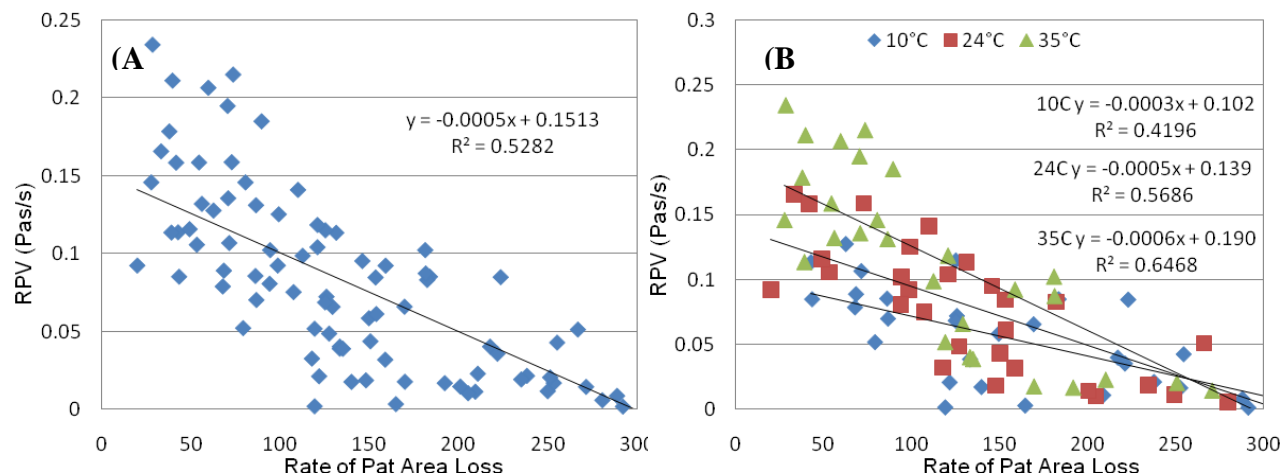 (A
0.25
0.2
0.15
0.1
0.05
0
0 50 100 150 200 250 300
RPV (Pas/s)
Rate of Pat Area Loss
y = -0.0005x + 0.1513
R² = 0.5282
(B
0.3
0.25
0.2
0.15
0.1
0.05
0
0 50 100 150 200 250 300
RPV (Pas/s)
Rate of Pat Area Loss
10°C 24°C 35°C
10C y = -0.0003x + 0.102
R² = 0.4196
24C y = -0.0005x + 0.139
R² = 0.5686
35C y = -0.0006x + 0.190
R² = 0.6468